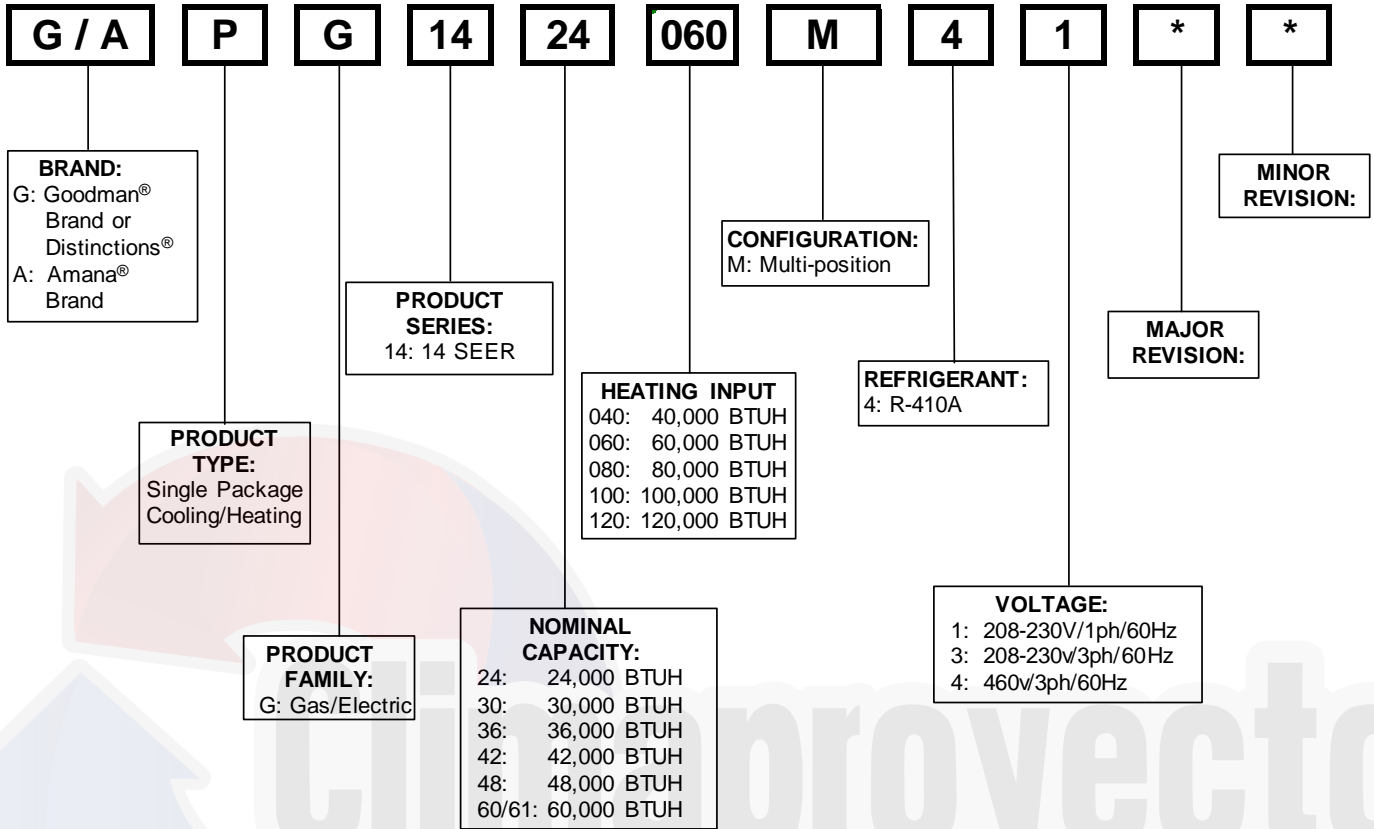 G / A P G 14 24 060 M 4 1 * *
BRAND:
G: Goodman®
Brand or
Distinctions®
A: Amana®
Brand
PRODUCT
TYPE:
Single Package
Cooling/Heating
PRODUCT
FAMILY:
G: Gas/Electric
PRODUCT
SERIES:
14: 14 SEER
NOMINAL
CAPACITY:
24: 24,000 BTUH
30: 30,000 BTUH
36: 36,000 BTUH
42: 42,000 BTUH
48: 48,000 BTUH
60/61: 60,000 BTUH
HEATING INPUT
040: 40,000 BTUH
060: 60,000 BTUH
080: 80,000 BTUH
100: 100,000 BTUH
120: 120,000 BTUH
CONFIGURATION:
M: Multi-position
REFRIGERANT:
4: R-410A
VOLTAGE:
1: 208-230V/1ph/60Hz
3: 208-230v/3ph/60Hz
4: 460v/3ph/60Hz
MAJOR
REVISION:
MINOR
REVISION: